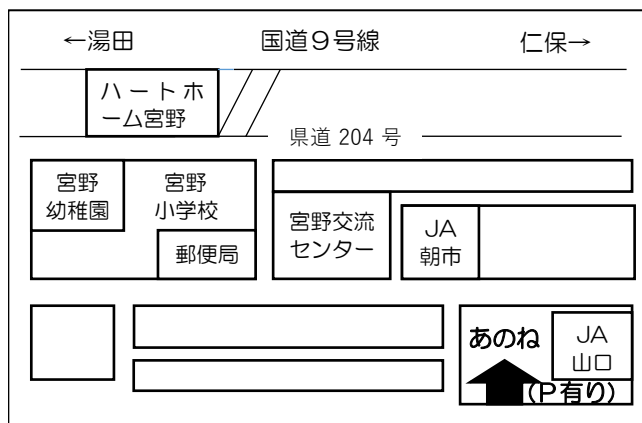 ←湯田
国道9号線
仁保→
ハートホ
ーム宮野
県道 204 号
宮野
幼稚園
宮野
小学校
郵便局
宮野交流
センター
JA
朝市
あのね
JA
山口
(P有り)